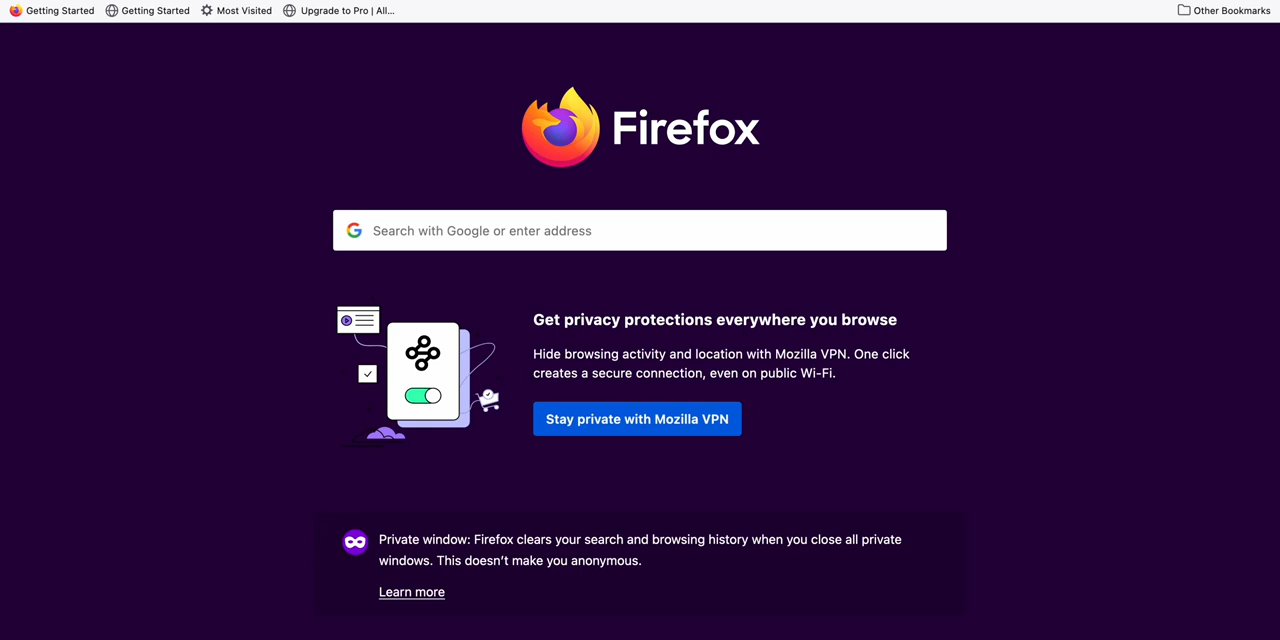 Getting Started Getting Started Most Visited Upgrade to Pro | All... Other Bookmarks
Firefox
Search with Google or enter address
Get privacy protections everywhere you browse
Hide browsing activity and location with Mozilla VPN. One click
creates a secure connection, even on public Wi-Fi.
Stay private with Mozilla VPN
Private window: Firefox clears your search and browsing history when you close all private
windows. This doesn’t make you anonymous.
Learn more